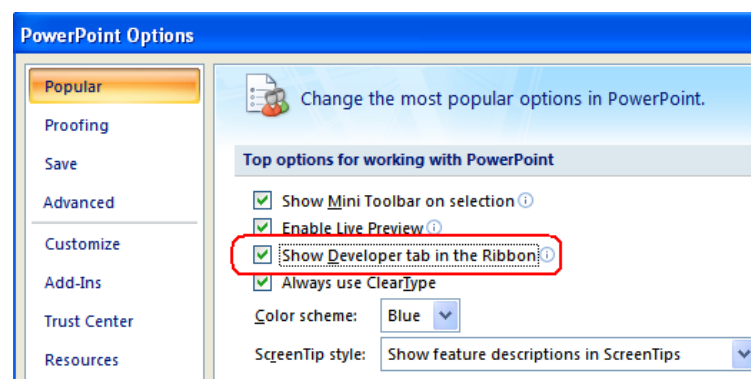 PowerPoint Options
Popular
Proofing
Save
Advanced
Customize
Add-Ins
Trust Center
Resources
Change the most popular options in PowerPoint.
Top options for working with PowerPoint
Show Mini Toolbar on selection
Enable Live Preview
Show Developer tab in the Ribbon
Always use ClearType
Color scheme: Blue
ScreenTip style: Show feature descriptions in ScreenTips